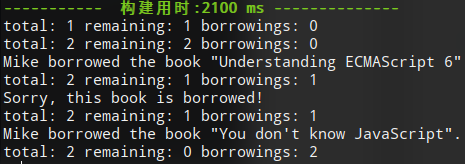 ----------- 构建用时:2100 ms --------------
total: 1 remaining: 1 borrowings: 0
total: 2 remaining: 2 borrowings: 0
Mike borrowed the book "Understanding ECMAScript 6"
total: 2 remaining: 1 borrowings: 1
Sorry, this book is borrowed!
total: 2 remaining: 1 borrowings: 1
Mike borrowed the book "You don't know JavaScript".
total: 2 remaining: 0 borrowings: 2